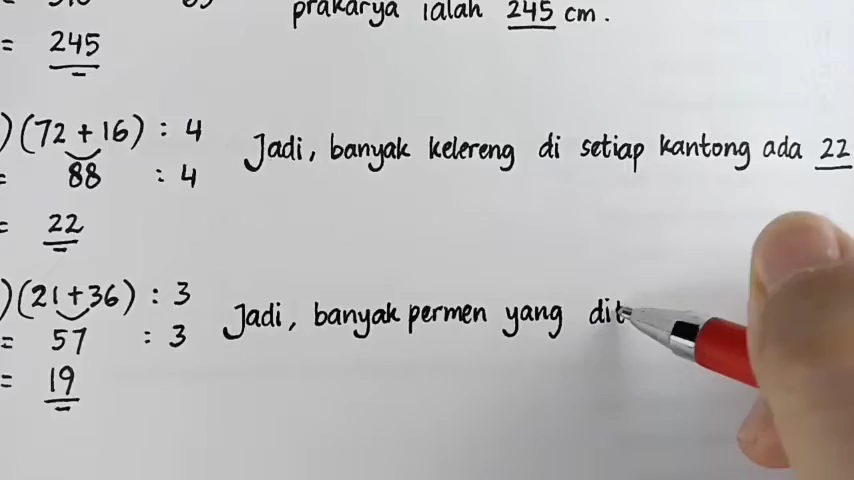 prakarya ialah 245 cm.
= 245
) (72 + 16) : 4 Jadi, banyak kelereng di setiap kantong ada 22
= 88 : 4
= 22
) (21 + 36) : 3 Jadi, banyak permen yang dit
= 57 : 3
= 19